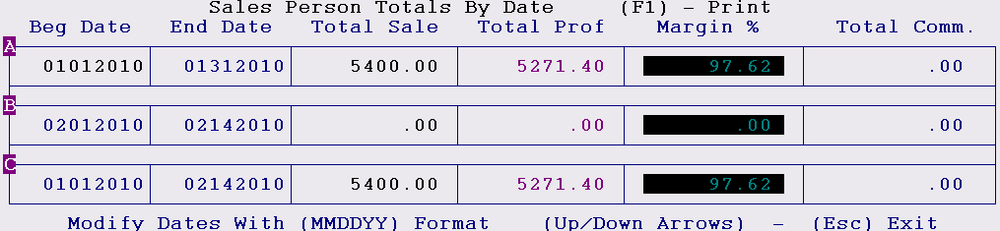 Sales Person Totals By Date (F1) - Print
Beg Date End Date Total Sale Total Prof Margin % Total Comm.
A
01012010 01312010 5400.00 5271.40 97.62 .00
B
02012010 02142010 .00 .00 .00 .00
C
01012010 02142010 5400.00 5271.40 97.62 .00
Modify Dates With (MMDDYY) Format (Up/Down Arrows) - (Esc) Exit